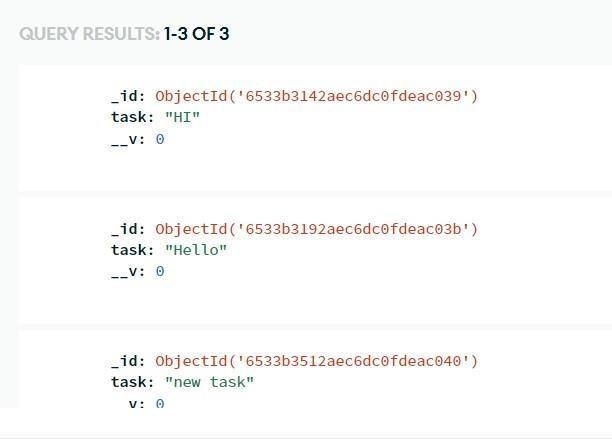 QUERY RESULTS: 1-3 OF 3
_id: ObjectId('6533b3142aec6dc0fdeac039')
task: "HI"
__v: 0
_id: ObjectId('6533b3192aec6dc0fdeac03b')
task: "Hello"
__v: 0
_id: ObjectId('6533b3512aec6dc0fdeac040')
task: "new task"
v: 0